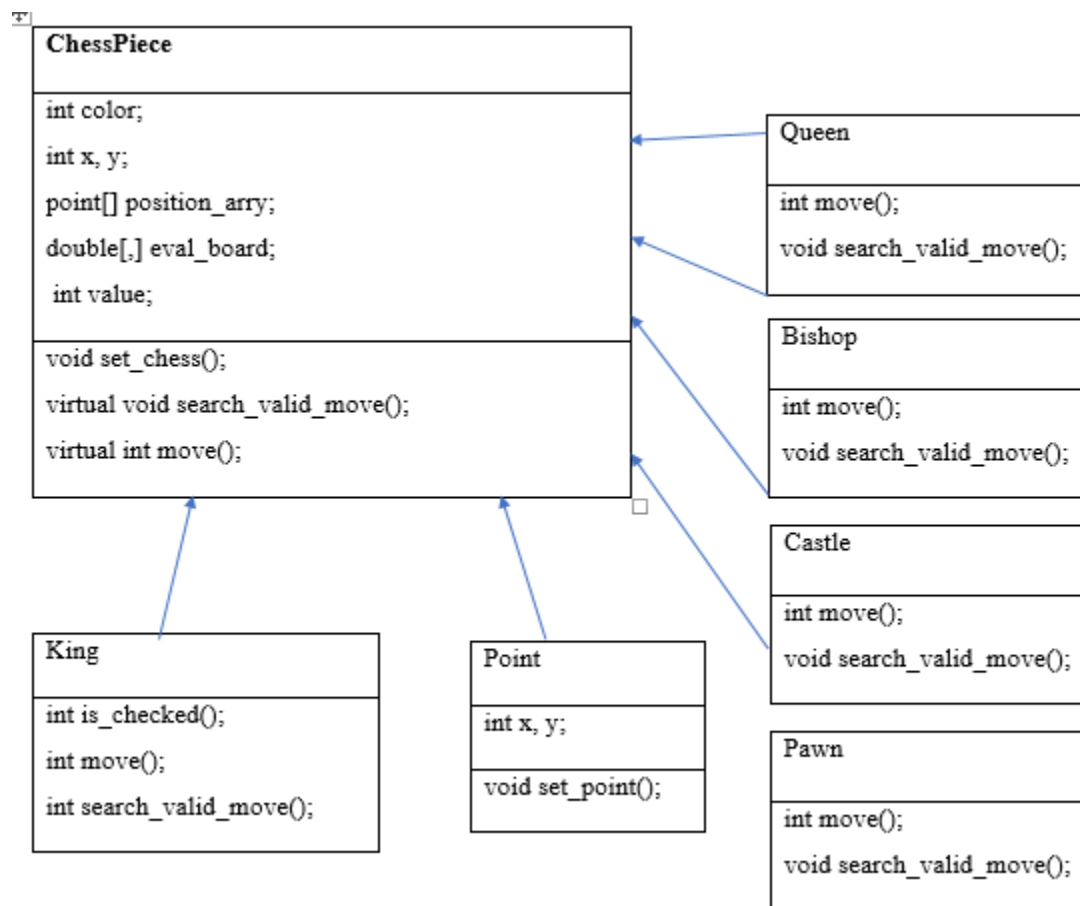 ChessPiece
int color;
int x, y;
point[] position_arry;
double[,] eval_board;
int value;
void set_chess();
virtual void search_valid_move();
virtual int move();
Queen
int move();
void search_valid_move();
Bishop
int move();
void search_valid_move();
Castle
int move();
void search_valid_move();
Pawn
int move();
void search_valid_move();
King
int is_checked();
int move();
int search_valid_move();
Point
int x, y;
void set_point();